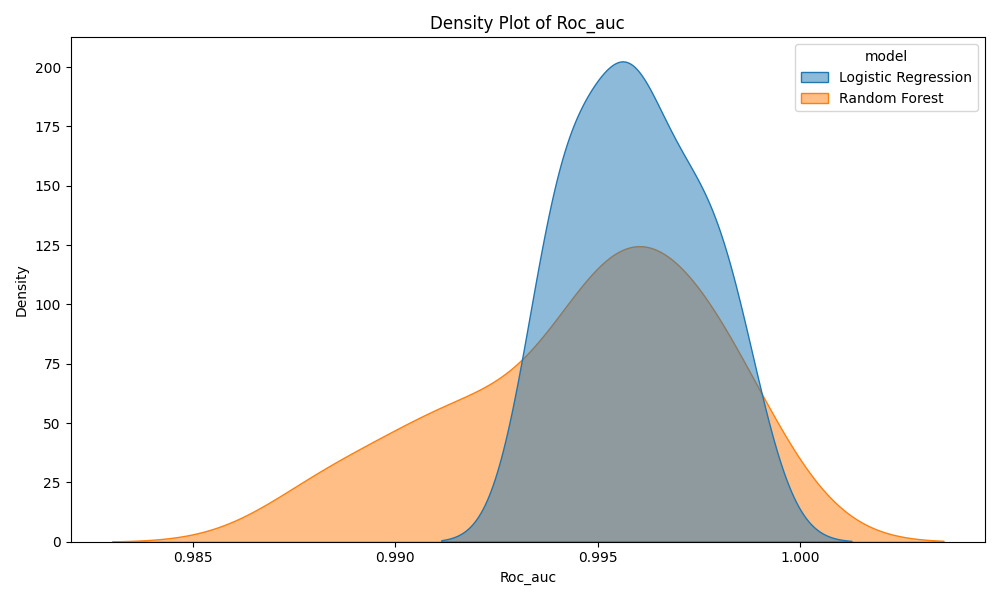 Density Plot of Roc_auc
model
Logistic Regression
Random Forest
Density
200
175
150
125
100
75
50
25
0
0.985
0.990
0.995
1.000
Roc_auc